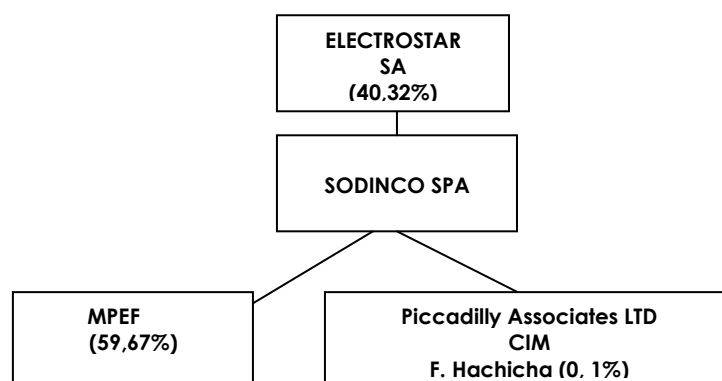 ELECTROSTAR
SA
(40,32%)
SODINCO SPA
MPEF
(59,67%)
Piccadilly Associates LTD
CIM
F. Hachicha (0, 1%)